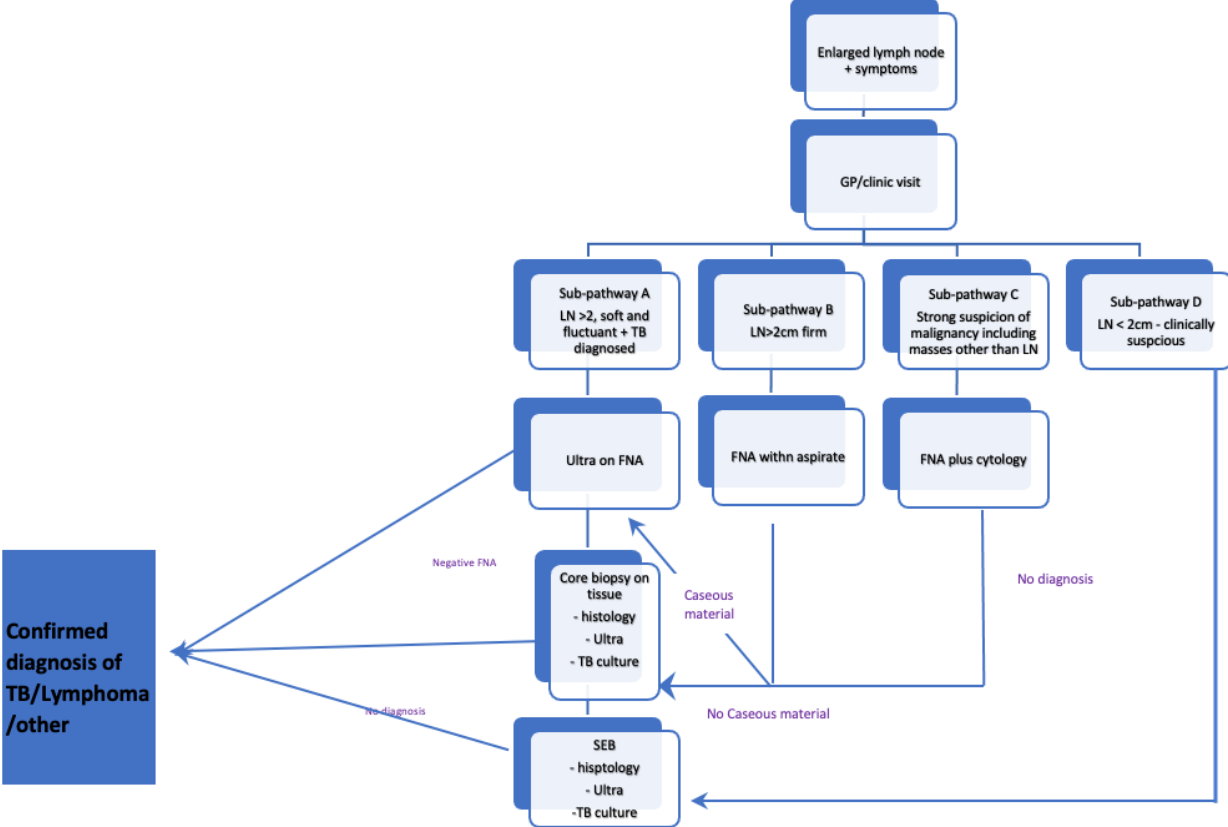 Enlarged lymph node
+ symptoms
GP/clinic visit
Sub-pathway A
LN >2, soft and
fluctuant + TB
diagnosed
Sub-pathway B
LN>2cm firm
Sub-pathway C
Strong suspicion of
malignancy including
masses other than LN
Sub-pathway D
LN < 2cm - clinically
suspcious
Ultra on FNA
FNA withn aspirate
FNA plus cytology
Negative FNA
Core biopsy on
tissue
- histology
- Ultra
- TB culture
Caseous
material
No diagnosis
Confirmed
diagnosis of
TB/Lymphoma
/other
No diagnosis
No Caseous material
SEB
- hisptology
- Ultra
-TB culture